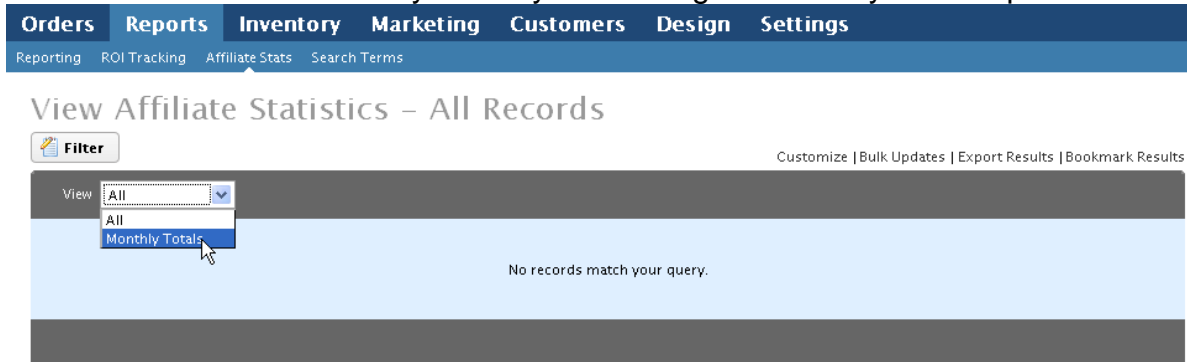 Orders Reports Inventory Marketing Customers Design Settings
Reporting ROI Tracking Affiliate Stats Search Terms
View Affiliate Statistics – All Records
Filter
Customize | Bulk Updates | Export Results | Bookmark Results
View All
All
Monthly Totals
No records match your query.